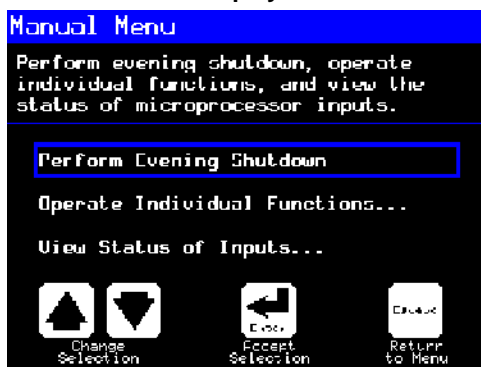 Manual Menu
Perform evening shutdown, operate
individual functions, and view the
status of microprocessor inputs.
Perform Evening Shutdown
Operate Individual Functions...
View Status of Inputs...
Enter
Escape
Change
Selection
Accept
Selection
Return
to Menu